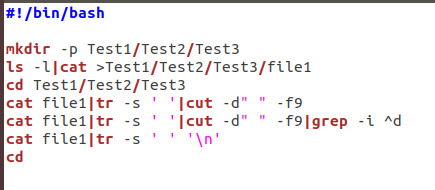 #!/bin/bash
mkdir -p Test1/Test2/Test3
ls -l|cat >Test1/Test2/Test3/file1
cd Test1/Test2/Test3
cat file1|tr -s ' '|cut -d" " -f9
cat file1|tr -s ' '|cut -d" " -f9|grep -i ^d
cat file1|tr -s ' ' '\n'
cd